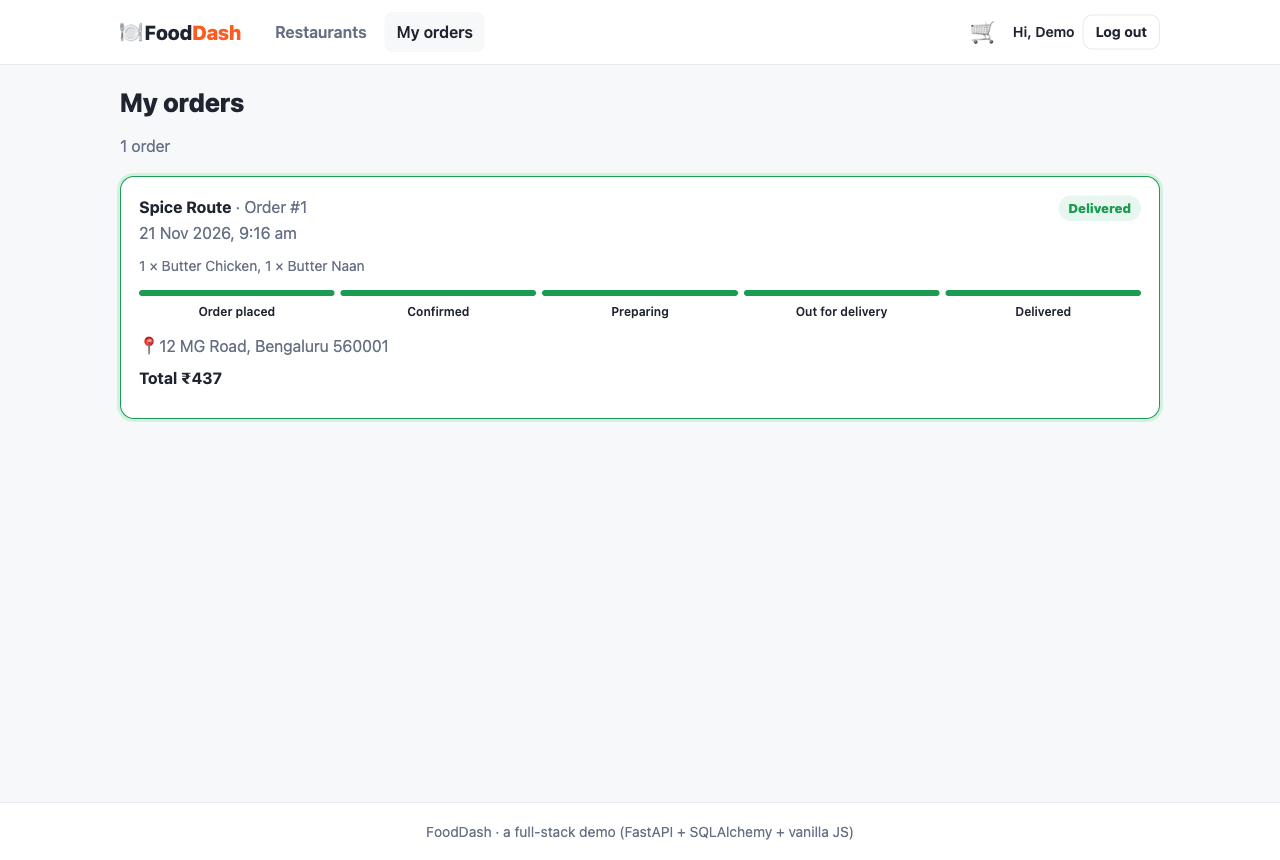 FoodDash Restaurants My orders Hi, Demo Log out
My orders
1 order
Spice Route · Order #1 Delivered
21 Nov 2026, 9:16 am
1 × Butter Chicken, 1 × Butter Naan
Order placed Confirmed Preparing Out for delivery Delivered
12 MG Road, Bengaluru 560001
Total ₹437
FoodDash · a full-stack demo (FastAPI + SQLAlchemy + vanilla JS)